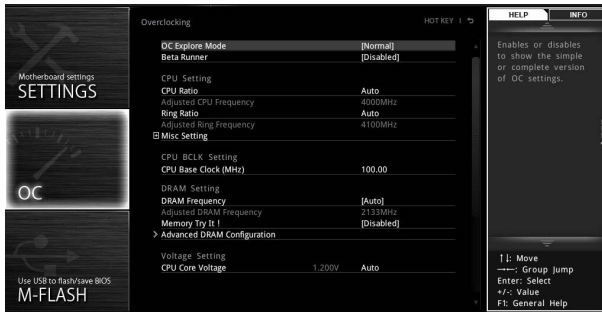 Overclocking
HOT KEY |
HELP
INFO
Motherboard settings
SETTINGS
OC
Use USB to flash/save BIOS
M-FLASH
OC Explore Mode [Normal]
Beta Runner [Disabled]
CPU Setting
CPU Ratio Auto
Adjusted CPU Frequency 4000MHz
Ring Ratio Auto
Adjusted Ring Frequency 4100MHz
Misc Setting
CPU BCLK Setting
CPU Base Clock (MHz) 100.00
DRAM Setting
DRAM Frequency [Auto]
Adjusted DRAM Frequency 2133MHz
Memory Try It ! [Disabled]
Advanced DRAM Configuration
Voltage Setting
CPU Core Voltage 1.200V Auto
Enables or disables
to show the simple
or complete version
of OC settings.
↑↓: Move
→←: Group Jump
Enter: Select
+/-: Value
F1: General Help